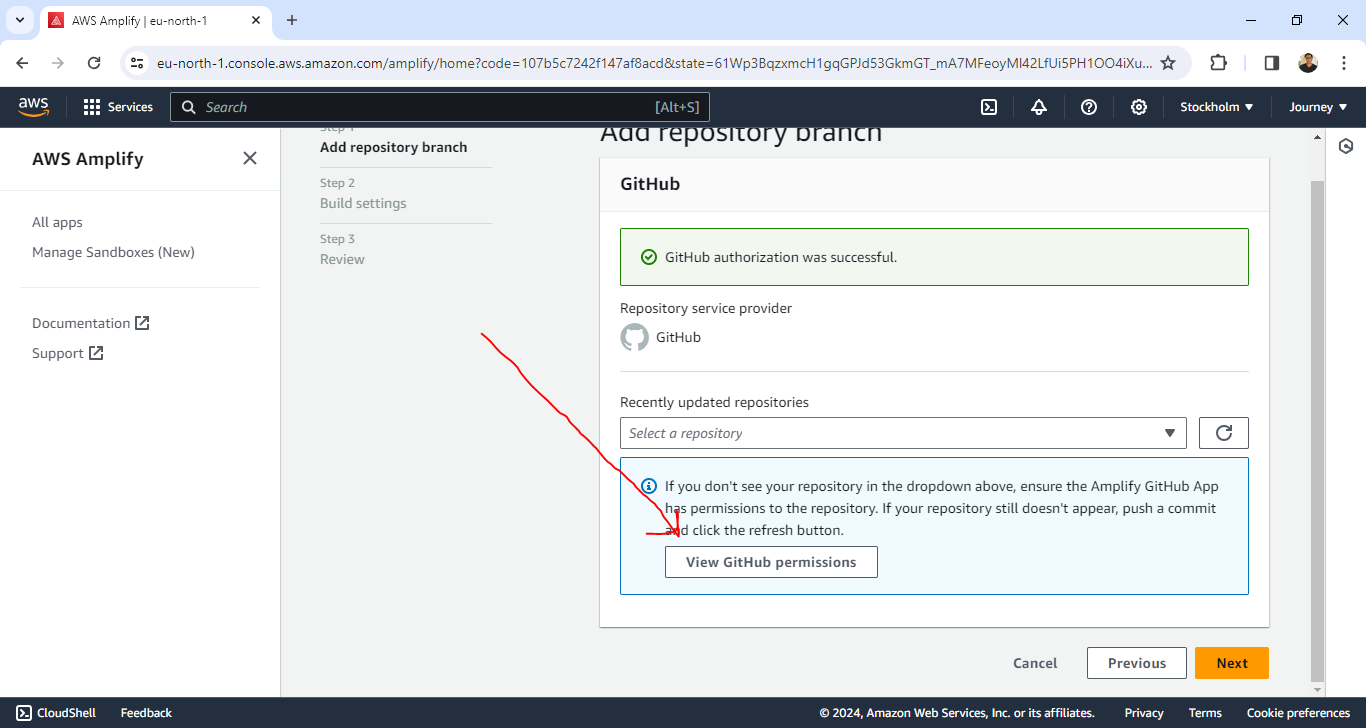 AWS Amplify | eu-north-1
eu-north-1.console.aws.amazon.com/amplify/home?code=107b5c7242f147af8acd&state=61Wp3BqzxmcH1gqGPJd53GkmGT_mA7MFeoyMl42LfUi5PH1OO4iXu...
aws
Services
Search
[Alt+S]
Stockholm
Journey
AWS Amplify
All apps
Manage Sandboxes (New)
Documentation
Support
Step 1
Add repository branch
Step 2
Build settings
Step 3
Review
Add repository branch
GitHub
GitHub authorization was successful.
Repository service provider
GitHub
Recently updated repositories
Select a repository
If you don't see your repository in the dropdown above, ensure the Amplify GitHub App
has permissions to the repository. If your repository still doesn't appear, push a commit
and click the refresh button.
View GitHub permissions
Cancel
Previous
Next
CloudShell
Feedback
© 2024, Amazon Web Services, Inc. or its affiliates.
Privacy
Terms
Cookie preferences